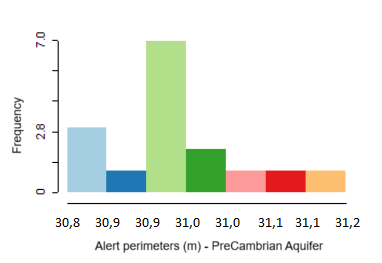 7.0
2.8
0
Frequency
30,8 30,9 30,9 31,0 31,0 31,1 31,1 31,2
Alert perimeters (m) - PreCambrian Aquifer